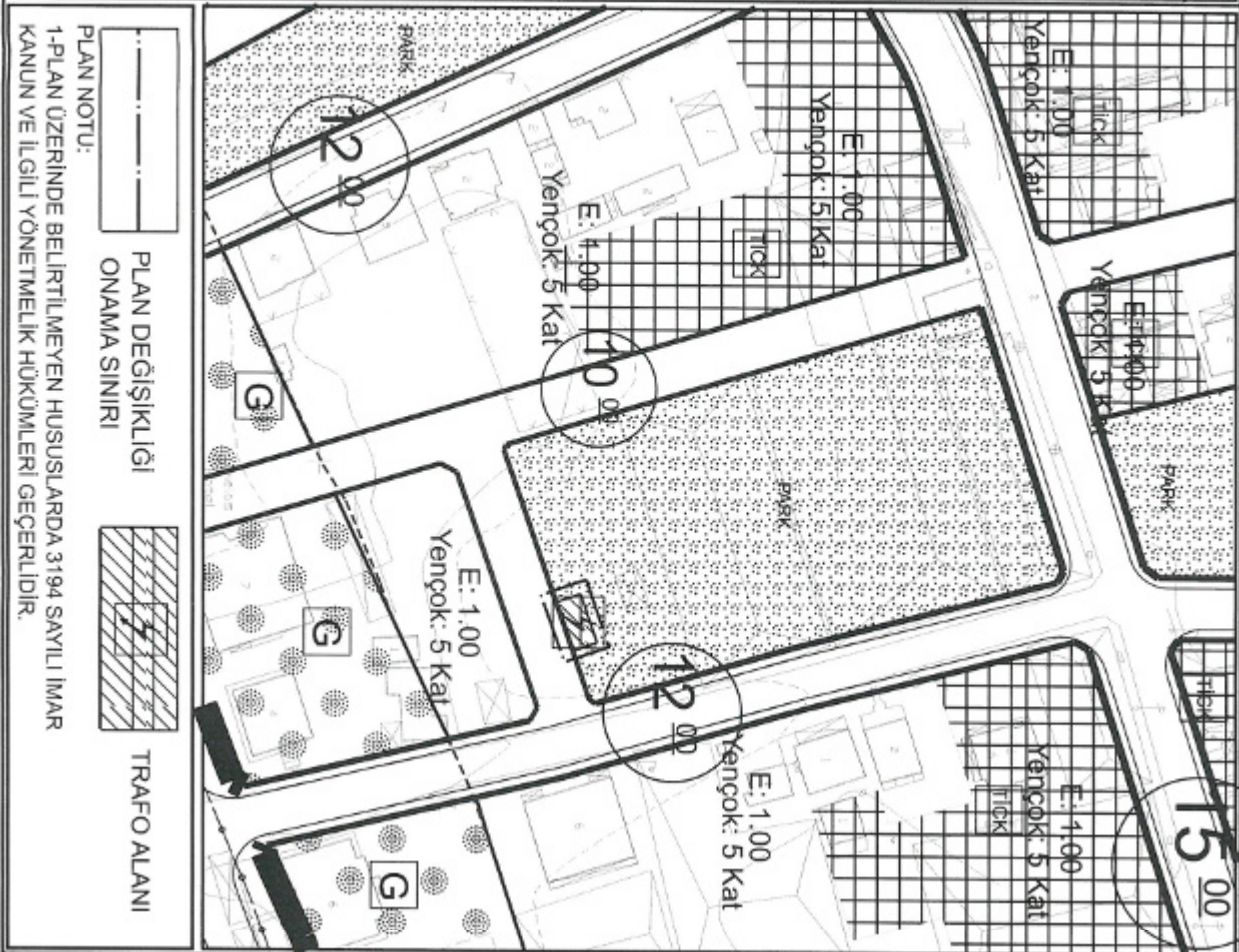 PARK
12 00
E: 1.00
Yençok: 5 Kat
TİCK
E: 1.00
Yençok: 5 Kat
E: 1.00
Yençok: 5 Kat
TICK
E: 1.00
Yençok: 5 Kat
PARK
10 00
PARK
G
E: 1.00
Yençok: 5 Kat
G
12 00
E: 1.00
Yençok: 5 Kat
E: 1.00
Yençok: 5 Kat
TİCK
TİCK
15 00
G
PLAN DEĞİŞİKLİĞİ
ONAMA SINIRI
TRAFO ALANI
PLAN NOTU:
1-PLAN ÜZERİNDE BELİRTİLMEYEN HUSUSLARDA 3194 SAYILI İMAR
KANUN VE İLGİLİ YÖNETMELİK HÜKÜMLERİ GEÇERLİDİR.